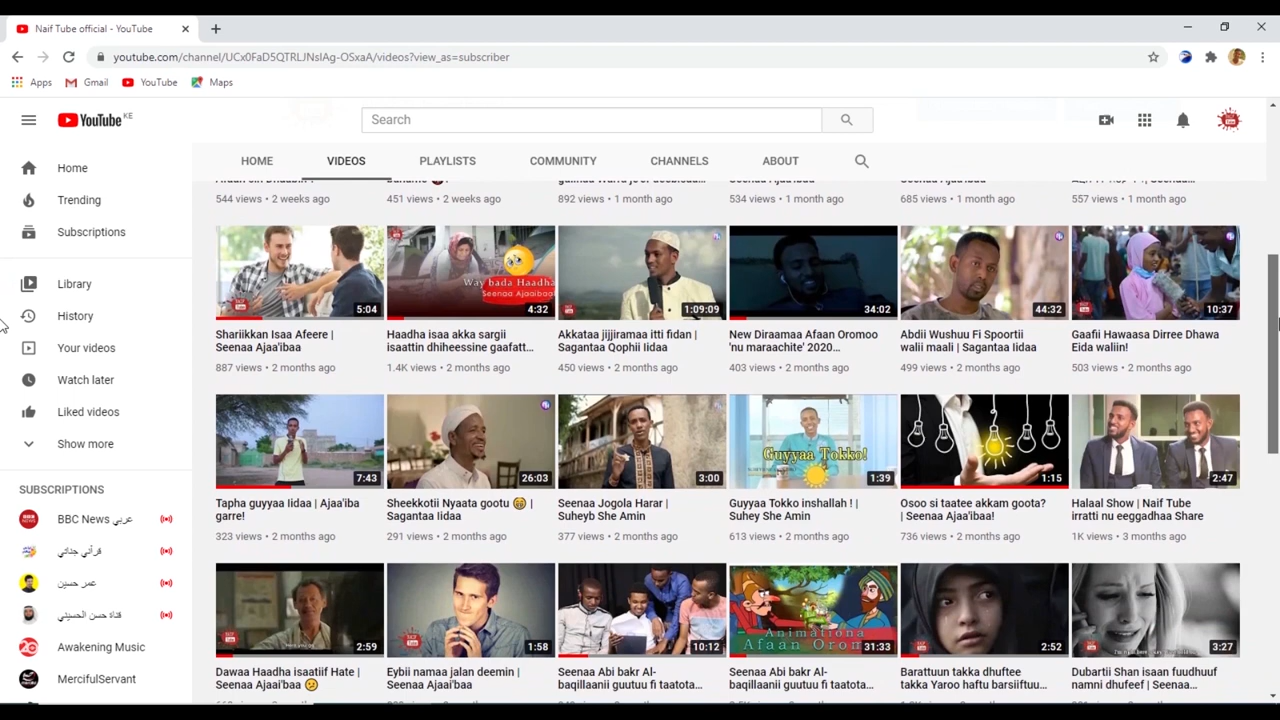 Naif Tube official - YouTube
youtube.com/channel/UCx0FaD5QTRLJNslAg-OSxaA/videos?view_as=subscriber
Apps Gmail YouTube Maps
YouTube KE
Search
HOME VIDEOS PLAYLISTS COMMUNITY CHANNELS ABOUT
Home
Trending
Subscriptions
Library
History
Your videos
Watch later
Liked videos
Show more
SUBSCRIPTIONS
BBC News عربي
قرآني جناتي
عمر حسين
قناة حسن الحسيني
Awakening Music
MercifulServant
544 views • 2 weeks ago
451 views • 2 weeks ago
892 views • 1 month ago
534 views • 1 month ago
685 views • 1 month ago
557 views • 1 month ago
5:04
Shariikkan Isaa Afeere |
Seenaa Ajaa'ibaa
887 views • 2 months ago
Way bada Haadha
Seenaa Ajaaibaa
4:32
Haadha isaa akka sargii
isaattin dhiheessine gaafatt...
1.4K views • 2 months ago
1:09:09
Akkataa jijjiramaa itti fidan |
Sagantaa Qophii Iidaa
450 views • 2 months ago
34:02
New Diraamaa Afaan Oromoo
'nu maraachite' 2020...
403 views • 2 months ago
44:32
Abdii Wushuu Fi Spoortii
walii maali | Sagantaa Iidaa
499 views • 2 months ago
10:37
Gaafii Hawaasa Dirree Dhawa
Eida waliin!
503 views • 2 months ago
7:43
Tapha guyyaa Iidaa | Ajaa'iba
garre!
323 views • 2 months ago
26:03
Sheekkotii Nyaata gootu 😁 |
Sagantaa Iidaa
291 views • 2 months ago
3:00
Seenaa Jogola Harar |
Suheyb She Amin
377 views • 2 months ago
Guyyaa Tokko!
1:39
Guyyaa Tokko inshallah ! |
Suhey She Amin
613 views • 2 months ago
1:15
Osoo si taatee akkam goota?
| Seenaa Ajaa'ibaa!
736 views • 2 months ago
2:47
Halaal Show | Naif Tube
irratti nu eeggadhaa Share
1K views • 3 months ago
2:59
Dawaa Haadha isaatiif Hate |
Seenaa Ajaai'baa 😕
1:58
Eybii namaa jalan deemin |
Seenaa Ajaa'ibaa
10:12
Seenaa Abi bakr Al-
baqillaanii guutuu fi taatota...
Animationa
Afaan Orom
31:33
Seenaa Abi bakr Al-
baqillaanii guutuu fi taatota...
2:52
Barattuun takka dhuftee
takka Yaroo haftu barsiiftuu...
3:27
Dubartii Shan isaan fuudhuuf
namni dhufeef | Seenaa...